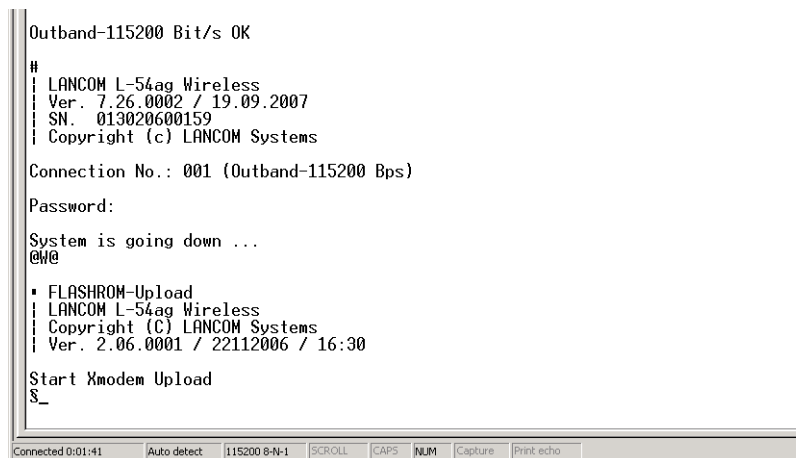 Outband-115200 Bit/s OK
#
| LANCOM L-54ag Wireless
| Ver. 7.26.0002 / 19.09.2007
| SN. 013020600159
| Copyright (c) LANCOM Systems
Connection No.: 001 (Outband-115200 Bps)
Password:
System is going down ...
@W@
▪ FLASHROM-Upload
| LANCOM L-54ag Wireless
| Copyright (C) LANCOM Systems
| Ver. 2.06.0001 / 22112006 / 16:30
Start Xmodem Upload
§_
Connected 0:01:41 Auto detect 115200 8-N-1 SCROLL CAPS NUM Capture Print echo